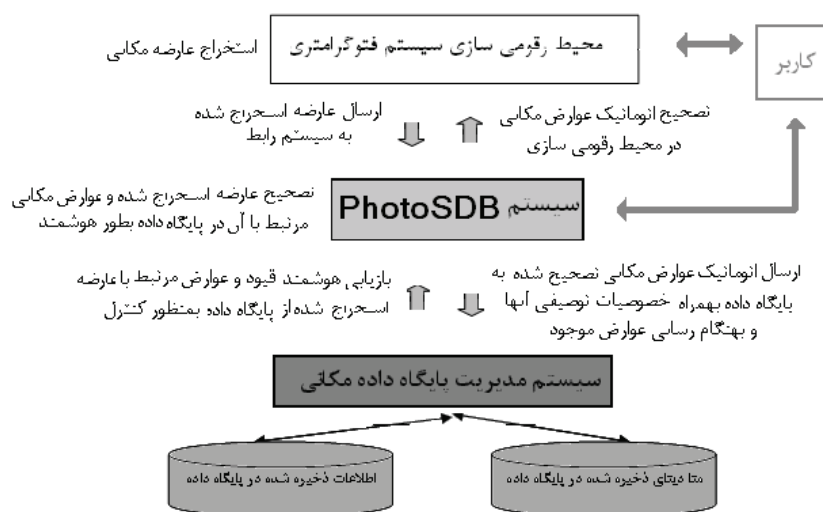 محیط رقومی سازی سیستم فتوگرامتری
استخراج عارضه مکانی
کاربر
تصحیح اتوماتیک عوارض مکانی
در محیط رقومی سازی
ارسال عارضه استخراج شده
به سیستم رابط
سیستم PhotoSDB
تصحیح عارضه استخراج شده و عوارض مکانی
مرتبط با آن در پایگاه داده بطور هوشمند
ارسال اتوماتیک عوارض مکانی تصحیح شده به
پایگاه داده بهمراه خصوصیات توصیفی آنها
و بهنگام رسانی عوارض موجود
بازیابی هوشمند قیود و عوارض مرتبط با عارضه
استخراج شده از پایگاه داده بمنظور کنترل
سیستم مدیریت پایگاه داده مکانی
متا دیتای ذخیره شده در پایگاه داده
اطلاعات ذخیره شده در پایگاه داده